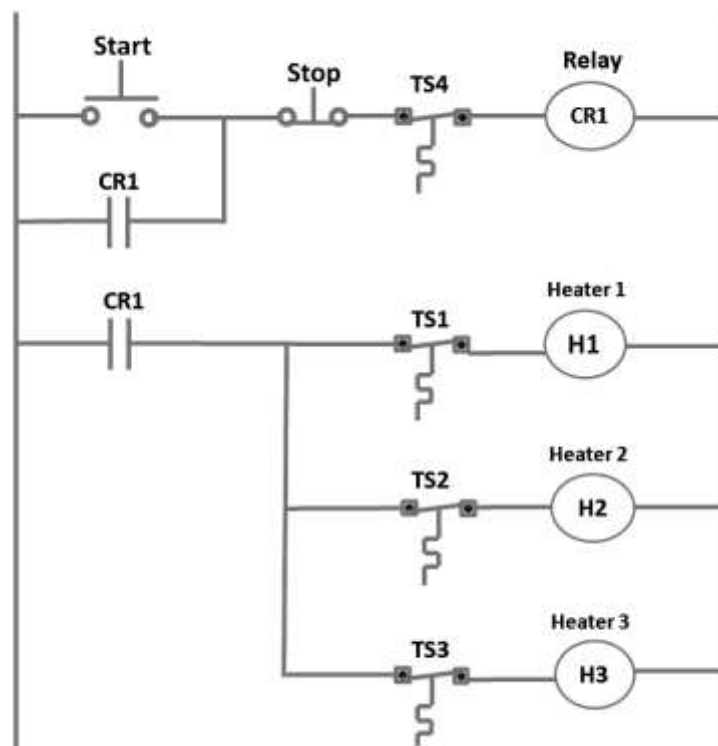 Start
Stop
TS4
Relay
CR1
CR1
CR1
TS1
Heater 1
H1
TS2
Heater 2
H2
TS3
Heater 3
H3